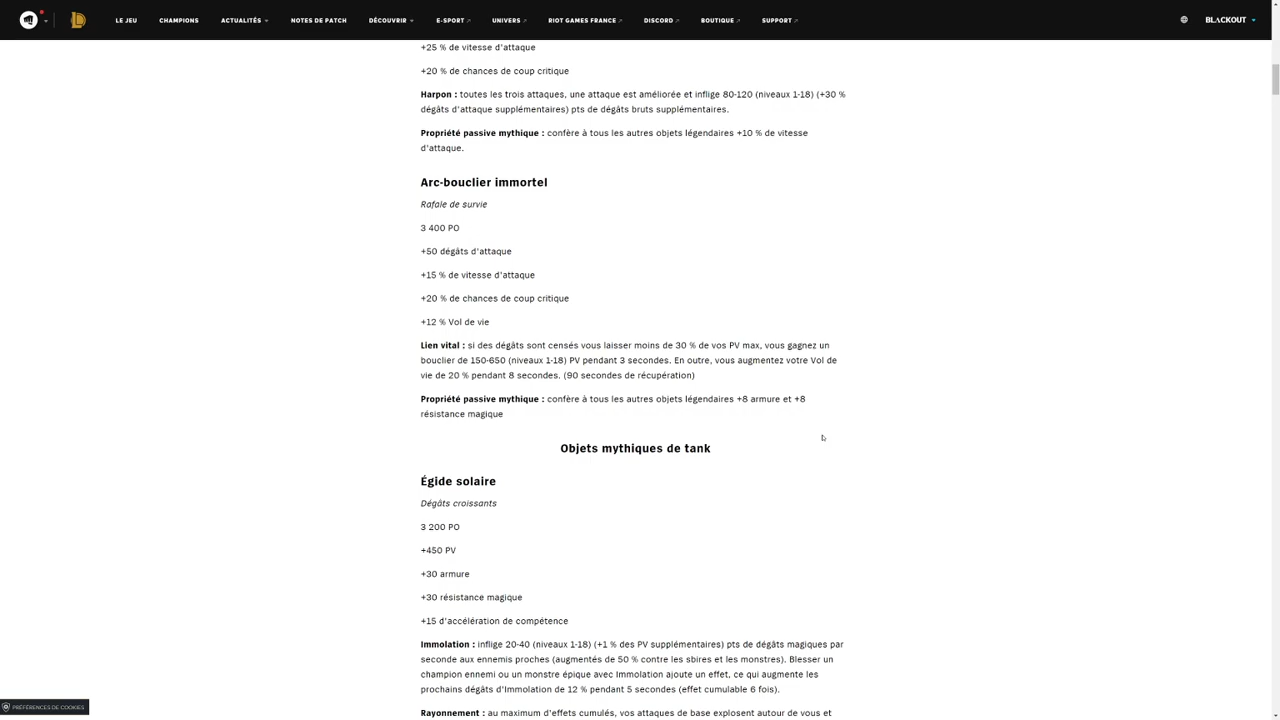 LE JEU CHAMPIONS ACTUALITÉS NOTES DE PATCH DÉCOUVRIR E-SPORT UNIVERS RIOT GAMES FRANCE DISCORD BOUTIQUE SUPPORT BLACKOUT
+25 % de vitesse d'attaque
+20 % de chances de coup critique
Harpon : toutes les trois attaques, une attaque est améliorée et inflige 80-120 (niveaux 1-18) (+30 %
dégâts d'attaque supplémentaires) pts de dégâts bruts supplémentaires.
Propriété passive mythique : confère à tous les autres objets légendaires +10 % de vitesse
d'attaque.
Arc-bouclier immortel
Rafale de survie
3 400 PO
+50 dégâts d'attaque
+15 % de vitesse d'attaque
+20 % de chances de coup critique
+12 % Vol de vie
Lien vital : si des dégâts sont censés vous laisser moins de 30 % de vos PV max, vous gagnez un
bouclier de 150-650 (niveaux 1-18) PV pendant 3 secondes. En outre, vous augmentez votre Vol de
vie de 20 % pendant 8 secondes. (90 secondes de récupération)
Propriété passive mythique : confère à tous les autres objets légendaires +8 armure et +8
résistance magique
Objets mythiques de tank
Égide solaire
Dégâts croissants
3 200 PO
+450 PV
+30 armure
+30 résistance magique
+15 d'accélération de compétence
Immolation : inflige 20-40 (niveaux 1-18) (+1 % des PV supplémentaires) pts de dégâts magiques par
seconde aux ennemis proches (augmentés de 50 % contre les sbires et les monstres). Blesser un
champion ennemi ou un monstre épique avec Immolation ajoute un effet, ce qui augmente les
prochains dégâts d'Immolation de 12 % pendant 5 secondes (effet cumulable 6 fois).
PRÉFÉRENCES DE COOKIES
Rayonnement : au maximum d'effets cumulés, vos attaques de base explosent autour de vous et